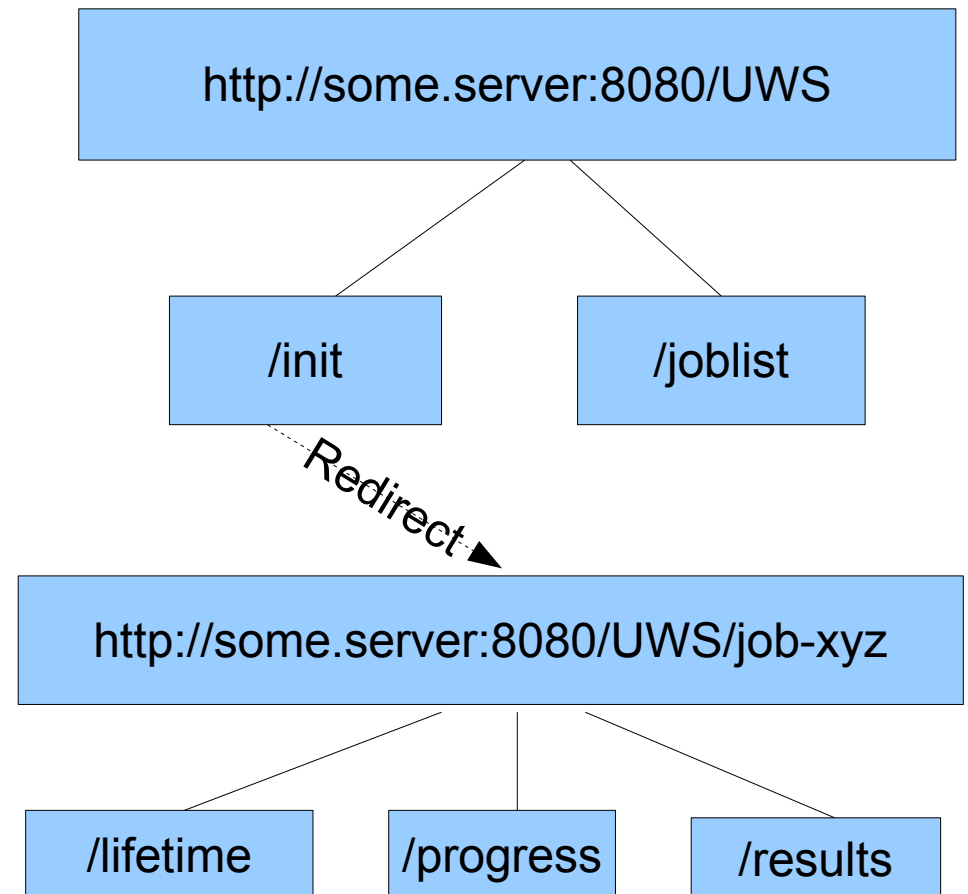 http://some.server:8080/UWS
/init
/joblist
Redirect
http://some.server:8080/UWS/job-xyz
/lifetime
/progress
/results